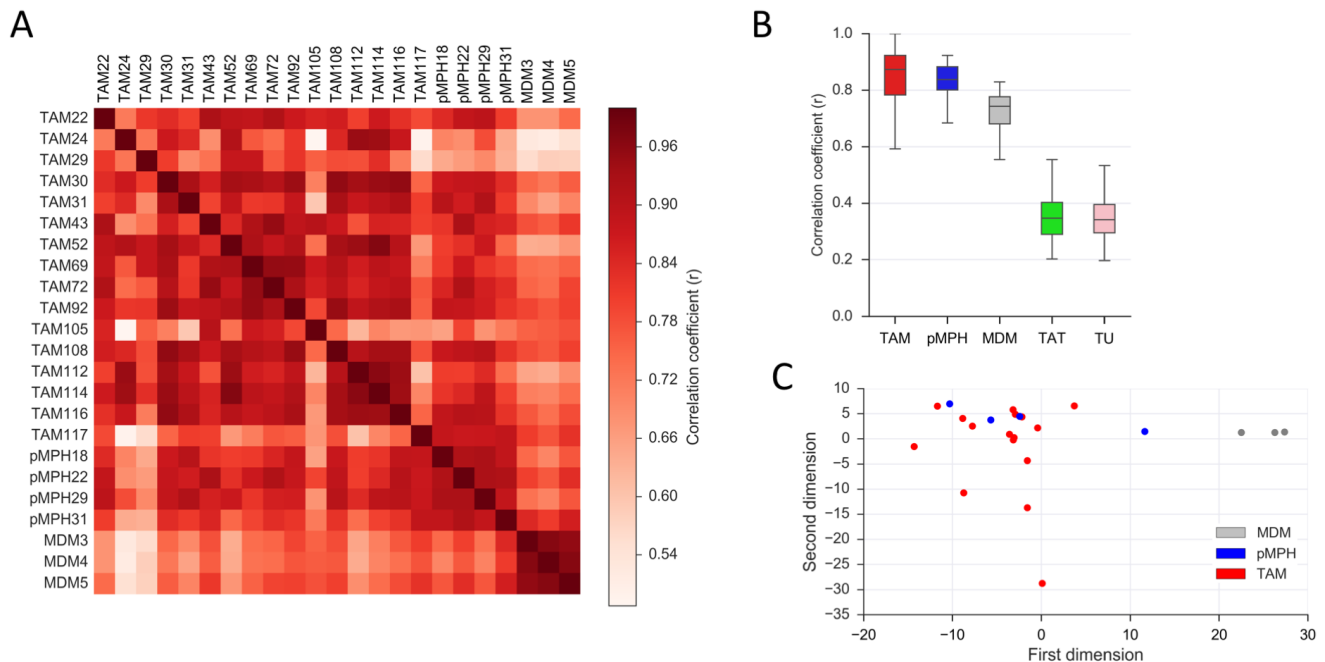 A
TAM22
TAM24
TAM29
TAM30
TAM31
TAM43
TAM52
TAM69
TAM72
TAM92
TAM105
TAM108
TAM112
TAM114
TAM116
TAM117
pMPH18
pMPH22
pMPH29
pMPH31
MDM3
MDM4
MDM5
TAM22
TAM24
TAM29
TAM30
TAM31
TAM43
TAM52
TAM69
TAM72
TAM92
TAM105
TAM108
TAM112
TAM114
TAM116
TAM117
pMPH18
pMPH22
pMPH29
pMPH31
MDM3
MDM4
MDM5
0.96
0.90
0.84
0.78
0.72
0.66
0.60
0.54
Correlation coefficient (r)
B
Correlation coefficient (r)
1.0
0.8
0.6
0.4
0.2
0.0
TAM pMPH MDM TAT TU
C
Second dimension
10
5
0
−5
−10
−15
−20
−25
−30
−35
MDM
pMPH
TAM
−20 −10 0 10 20 30
First dimension